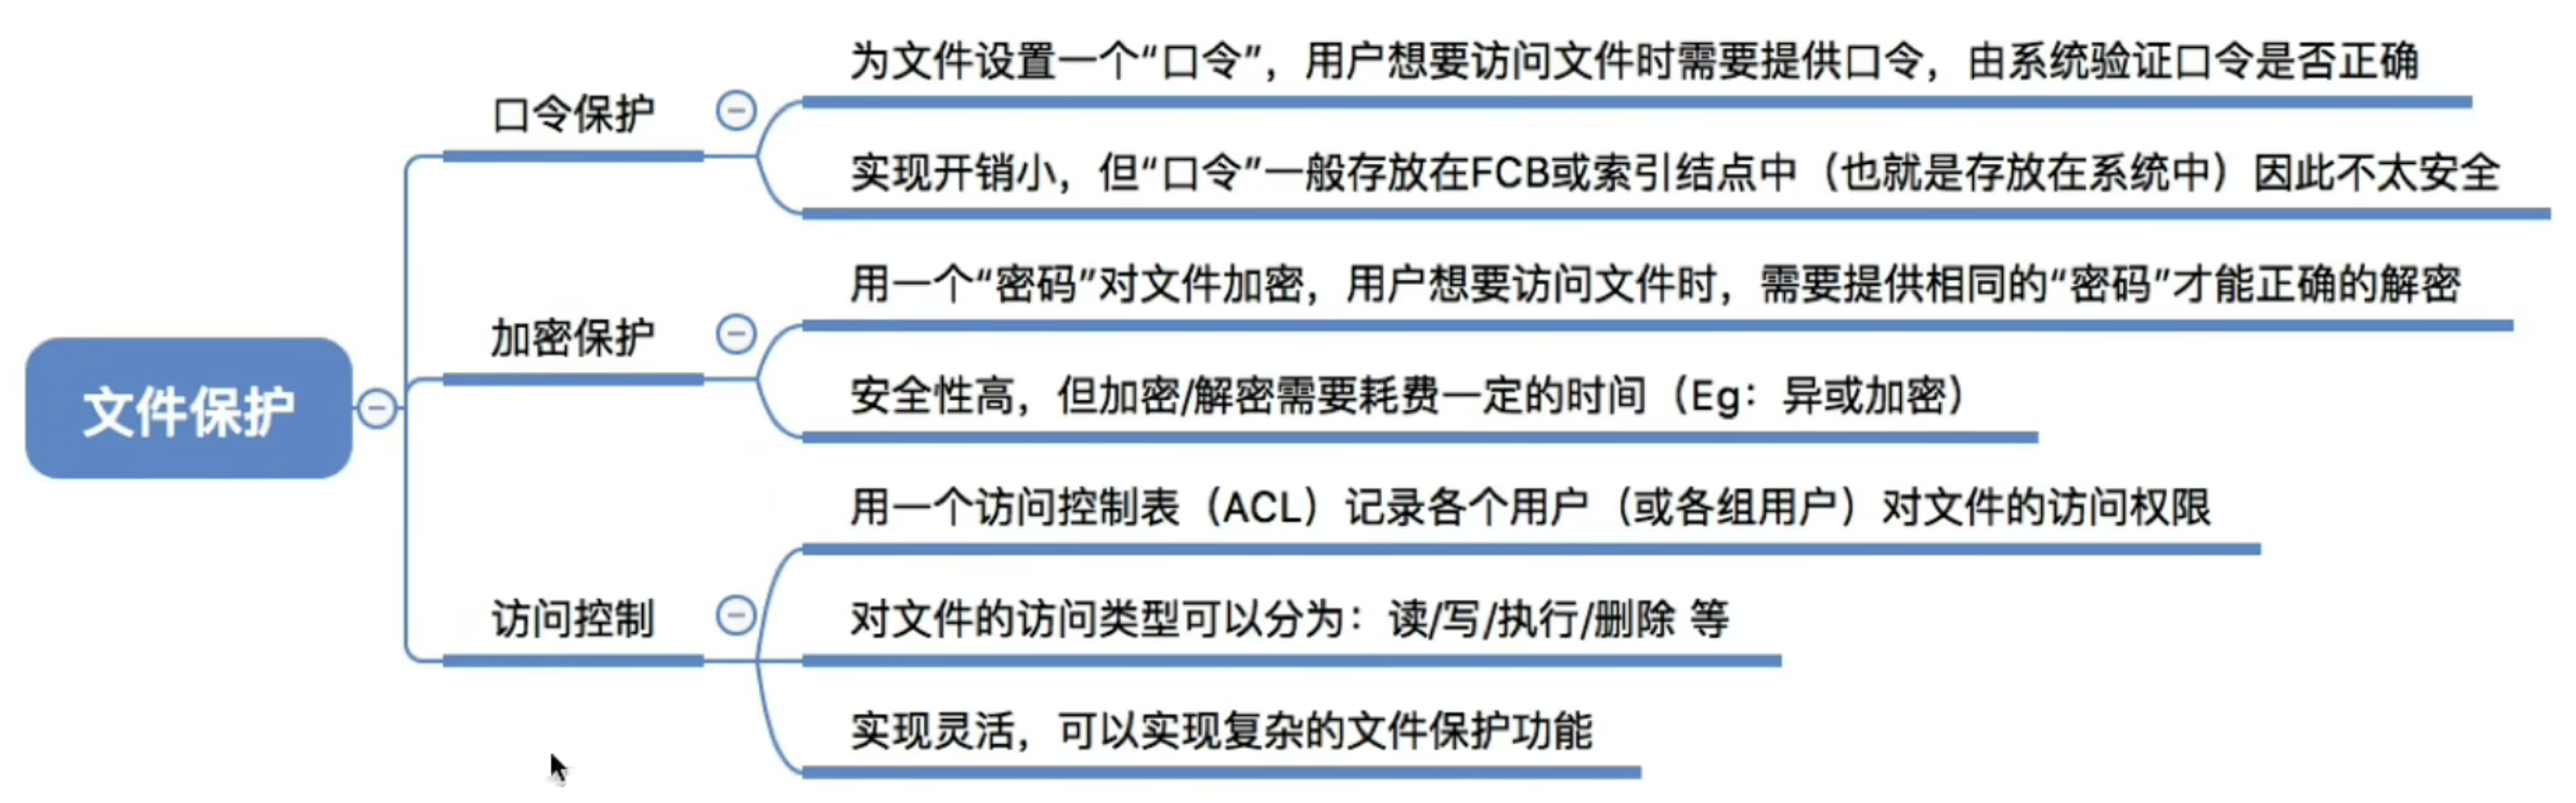 文件保护
口令保护
为文件设置一个“口令”，用户想要访问文件时需要提供口令，由系统验证口令是否正确
实现开销小，但“口令”一般存放在FCB或索引结点中（也就是存放在系统中）因此不太安全
加密保护
用一个“密码”对文件加密，用户想要访问文件时，需要提供相同的“密码”才能正确的解密
安全性高，但加密/解密需要耗费一定的时间（Eg：异或加密）
访问控制
用一个访问控制表（ACL）记录各个用户（或各组用户）对文件的访问权限
对文件的访问类型可以分为：读/写/执行/删除 等
实现灵活，可以实现复杂的文件保护功能